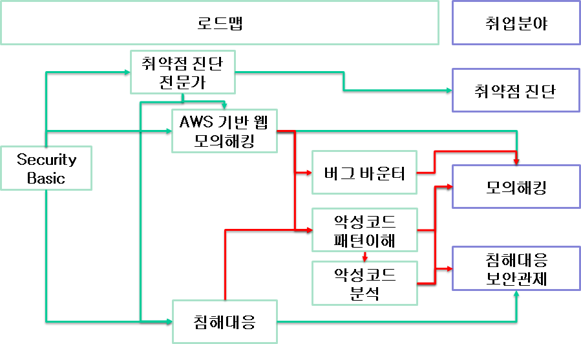 로드맵
취업분야
취약점 진단
전문가
취약점 진단
AWS 기반 웹
모의해킹
Security
Basic
버그 바운터
모의해킹
악성코드
패턴이해
악성코드
분석
침해대응
보안관제
침해대응